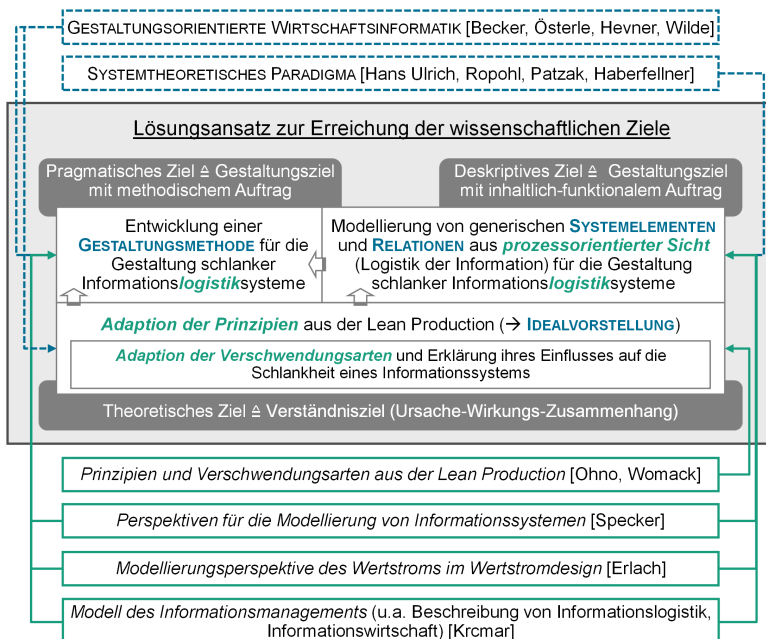 GESTALTUNGSORIENTIERTE WIRTSCHAFTSINFORMATIK [Becker, Österle, Hevner, Wilde]
SYSTEMTHEORETISCHES PARADIGMA [Hans Ulrich, Ropohl, Patzak, Haberfellner]
Lösungsansatz zur Erreichung der wissenschaftlichen Ziele
Pragmatisches Ziel ≙ Gestaltungsziel
mit methodischem Auftrag
Deskriptives Ziel ≙ Gestaltungsziel
mit inhaltlich-funktionalem Auftrag
Entwicklung einer
GESTALTUNGSMETHODE für die
Gestaltung schlanker
Informationslogistiksysteme
Modellierung von generischen SYSTEMELEMENTEN
und RELATIONEN aus prozessorientierter Sicht
(Logistik der Information) für die Gestaltung
schlanker Informationslogistiksysteme
Adaption der Prinzipien aus der Lean Production (→ IDEALVORSTELLUNG)
Adaption der Verschwendungsarten und Erklärung ihres Einflusses auf die
Schlankheit eines Informationssystems
Theoretisches Ziel ≙ Verständnisziel (Ursache-Wirkungs-Zusammenhang)
Prinzipien und Verschwendungsarten aus der Lean Production [Ohno, Womack]
Perspektiven für die Modellierung von Informationssystemen [Specker]
Modellierungsperspektive des Wertstroms im Wertstromdesign [Erlach]
Modell des Informationsmanagements (u.a. Beschreibung von Informationslogistik,
Informationswirtschaft) [Krcmar]